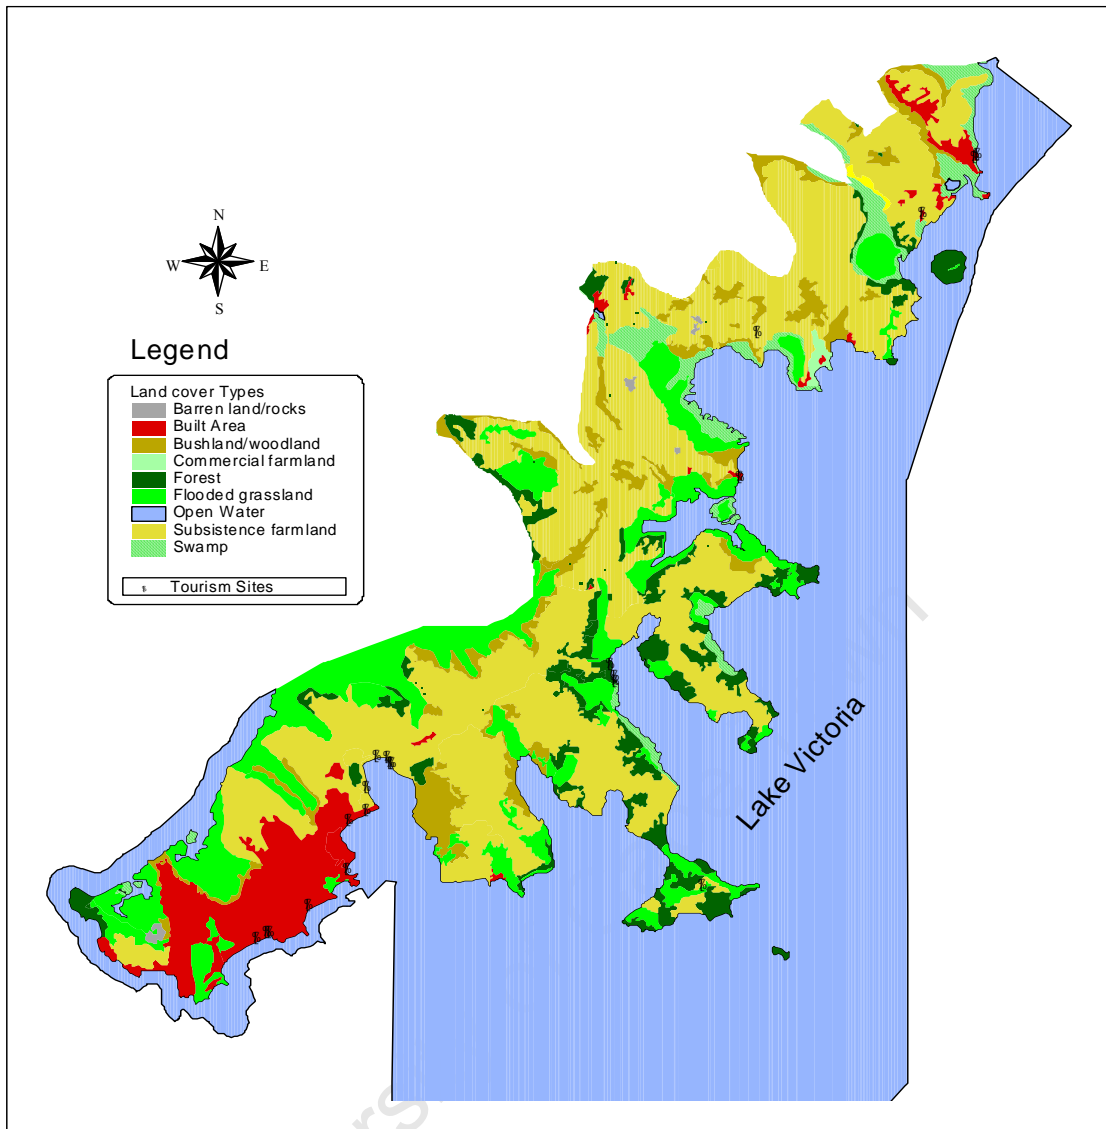 N
W E
S
Legend
Land cover Types
Barren land/rocks
Built Area
Bushland/woodland
Commercial farmland
Forest
Flooded grassland
Open Water
Subsistence farmland
Swamp
Tourism Sites
Lake Victoria